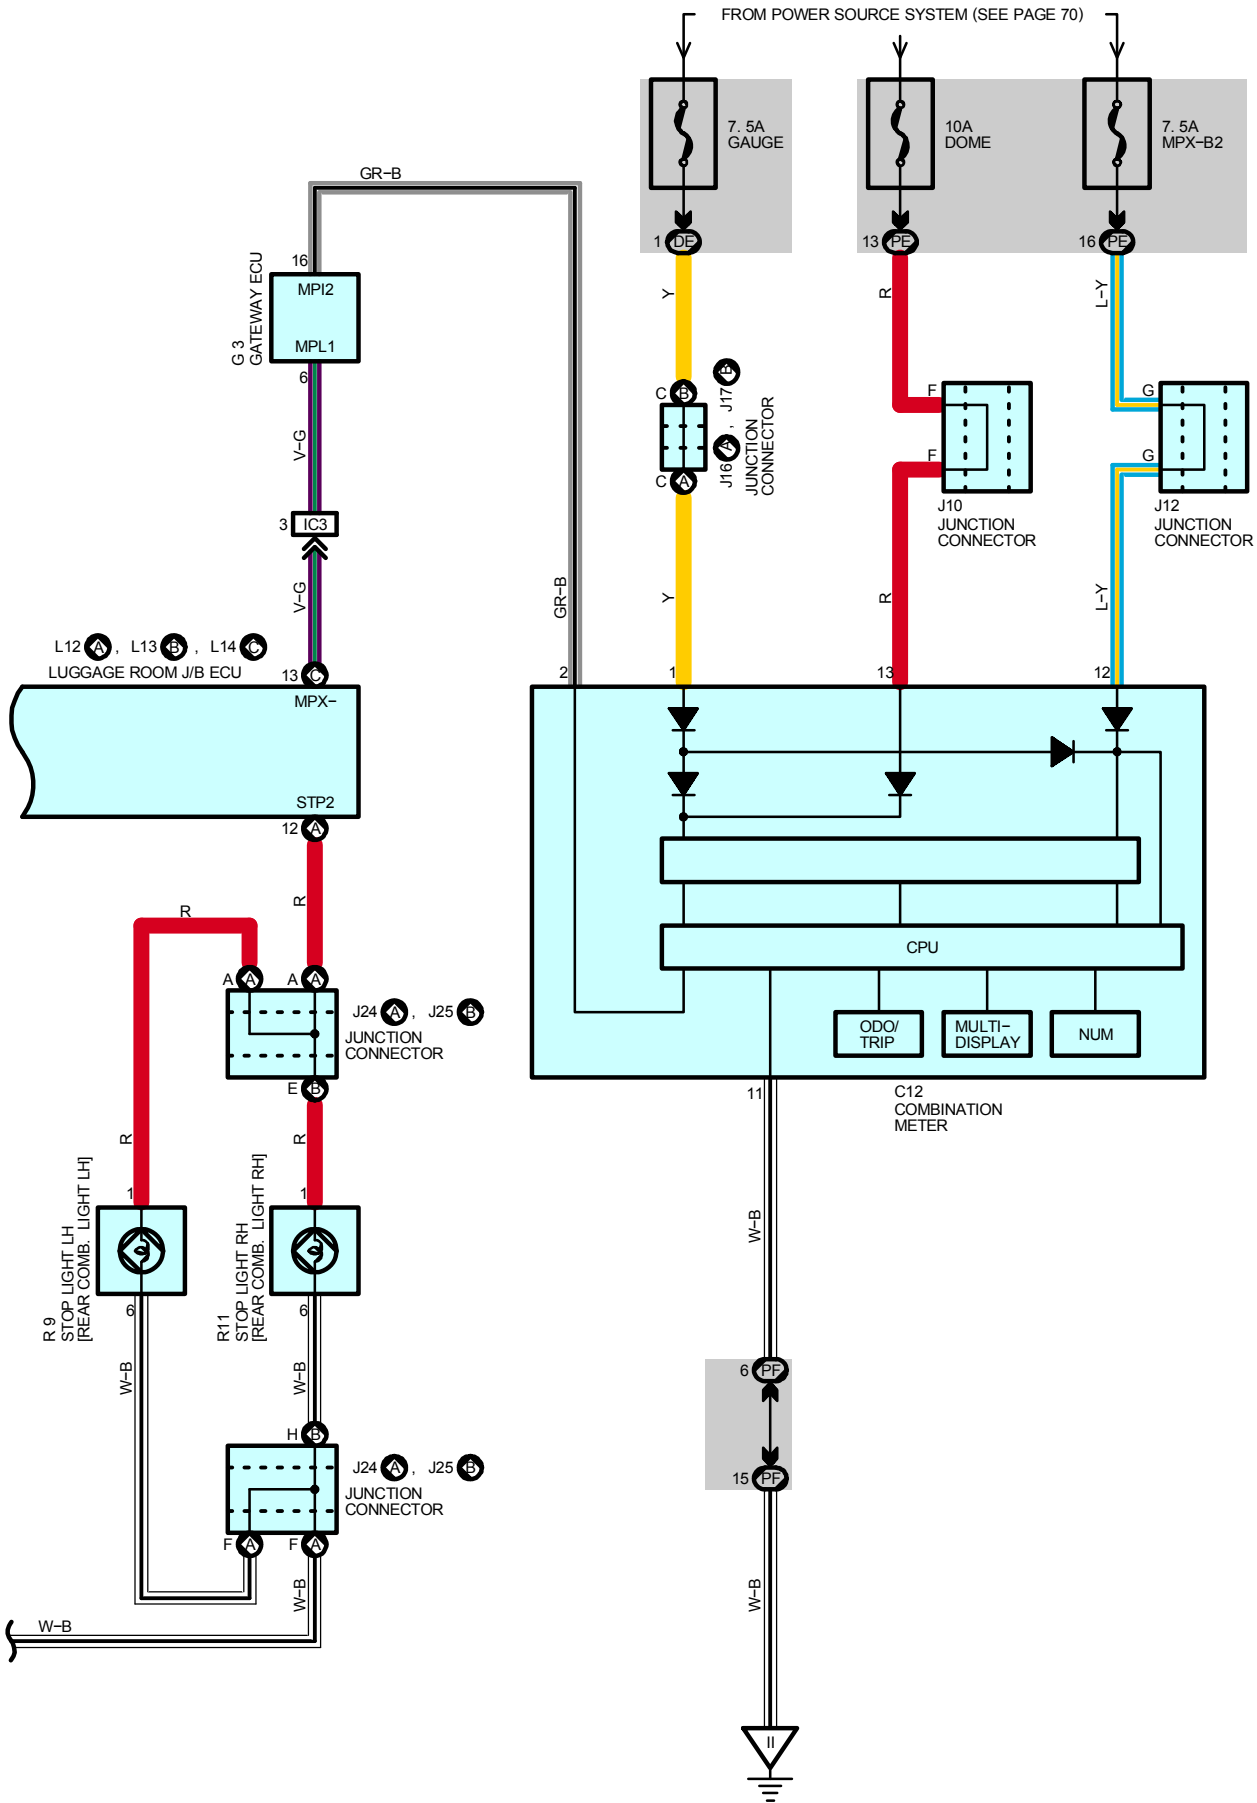 FROM POWER SOURCE SYSTEM (SEE PAGE 70)
7. 5A
GAUGE
10A
DOME
7. 5A
MPX-B2
1 DE
13 PE
16 PE
GR-B
16
MPI2
MPL1
G 3
GATEWAY ECU
6
V-G
3 IC3
V-G
Y
R
L-Y
C B
J16 A , J17 B
JUNCTION
CONNECTOR
C A
F
F
J10
JUNCTION
CONNECTOR
G
G
J12
JUNCTION
CONNECTOR
GR-B
Y
R
L-Y
L12 A , L13 B , L14 C
LUGGAGE ROOM J/B ECU
13 C
MPX-
STP2
12 A
2
1
13
12
CPU
ODO/
TRIP
MULTI-
DISPLAY
NUM
11
C12
COMBINATION
METER
R
R
A A
A A
J24 A , J25 B
JUNCTION
CONNECTOR
E B
R
R
1
1
R 9
STOP LIGHT LH
[REAR COMB. LIGHT LH]
R11
STOP LIGHT RH
[REAR COMB. LIGHT RH]
6
6
W-B
W-B
W-B
H B
J24 A , J25 B
JUNCTION
CONNECTOR
F A
F A
W-B
W-B
6 PF
15 PF
W-B
II